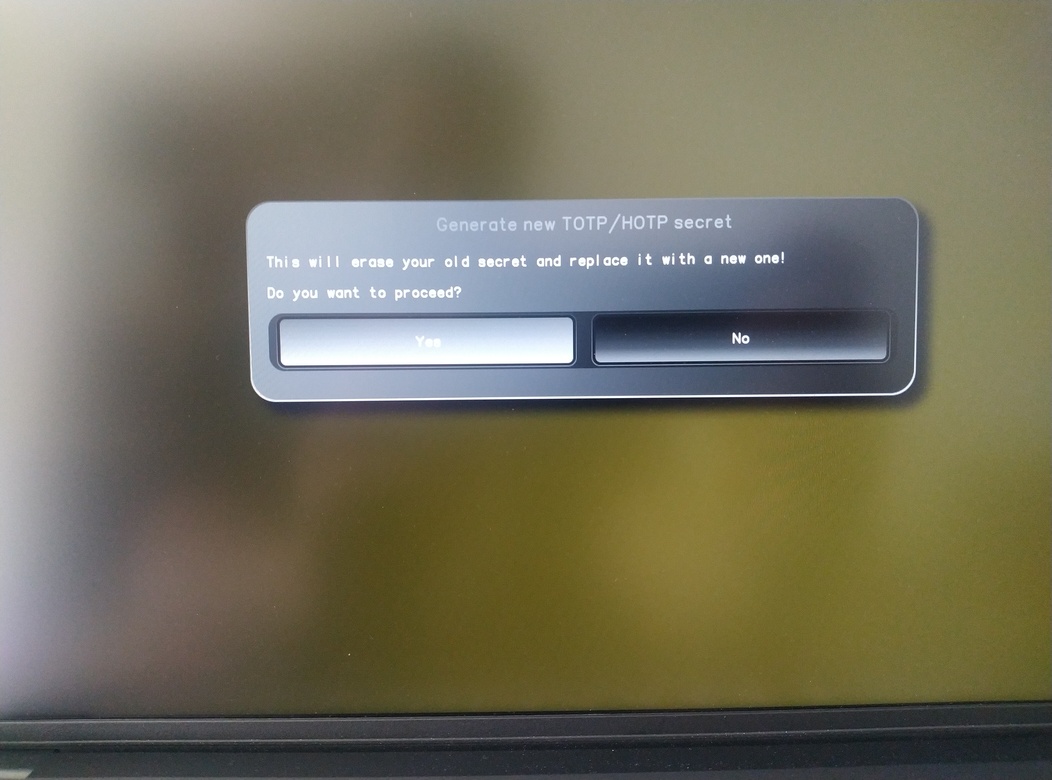 Generate new TOTP/HOTP secret
This will erase your old secret and replace it with a new one!
Do you want to proceed?
Yes No